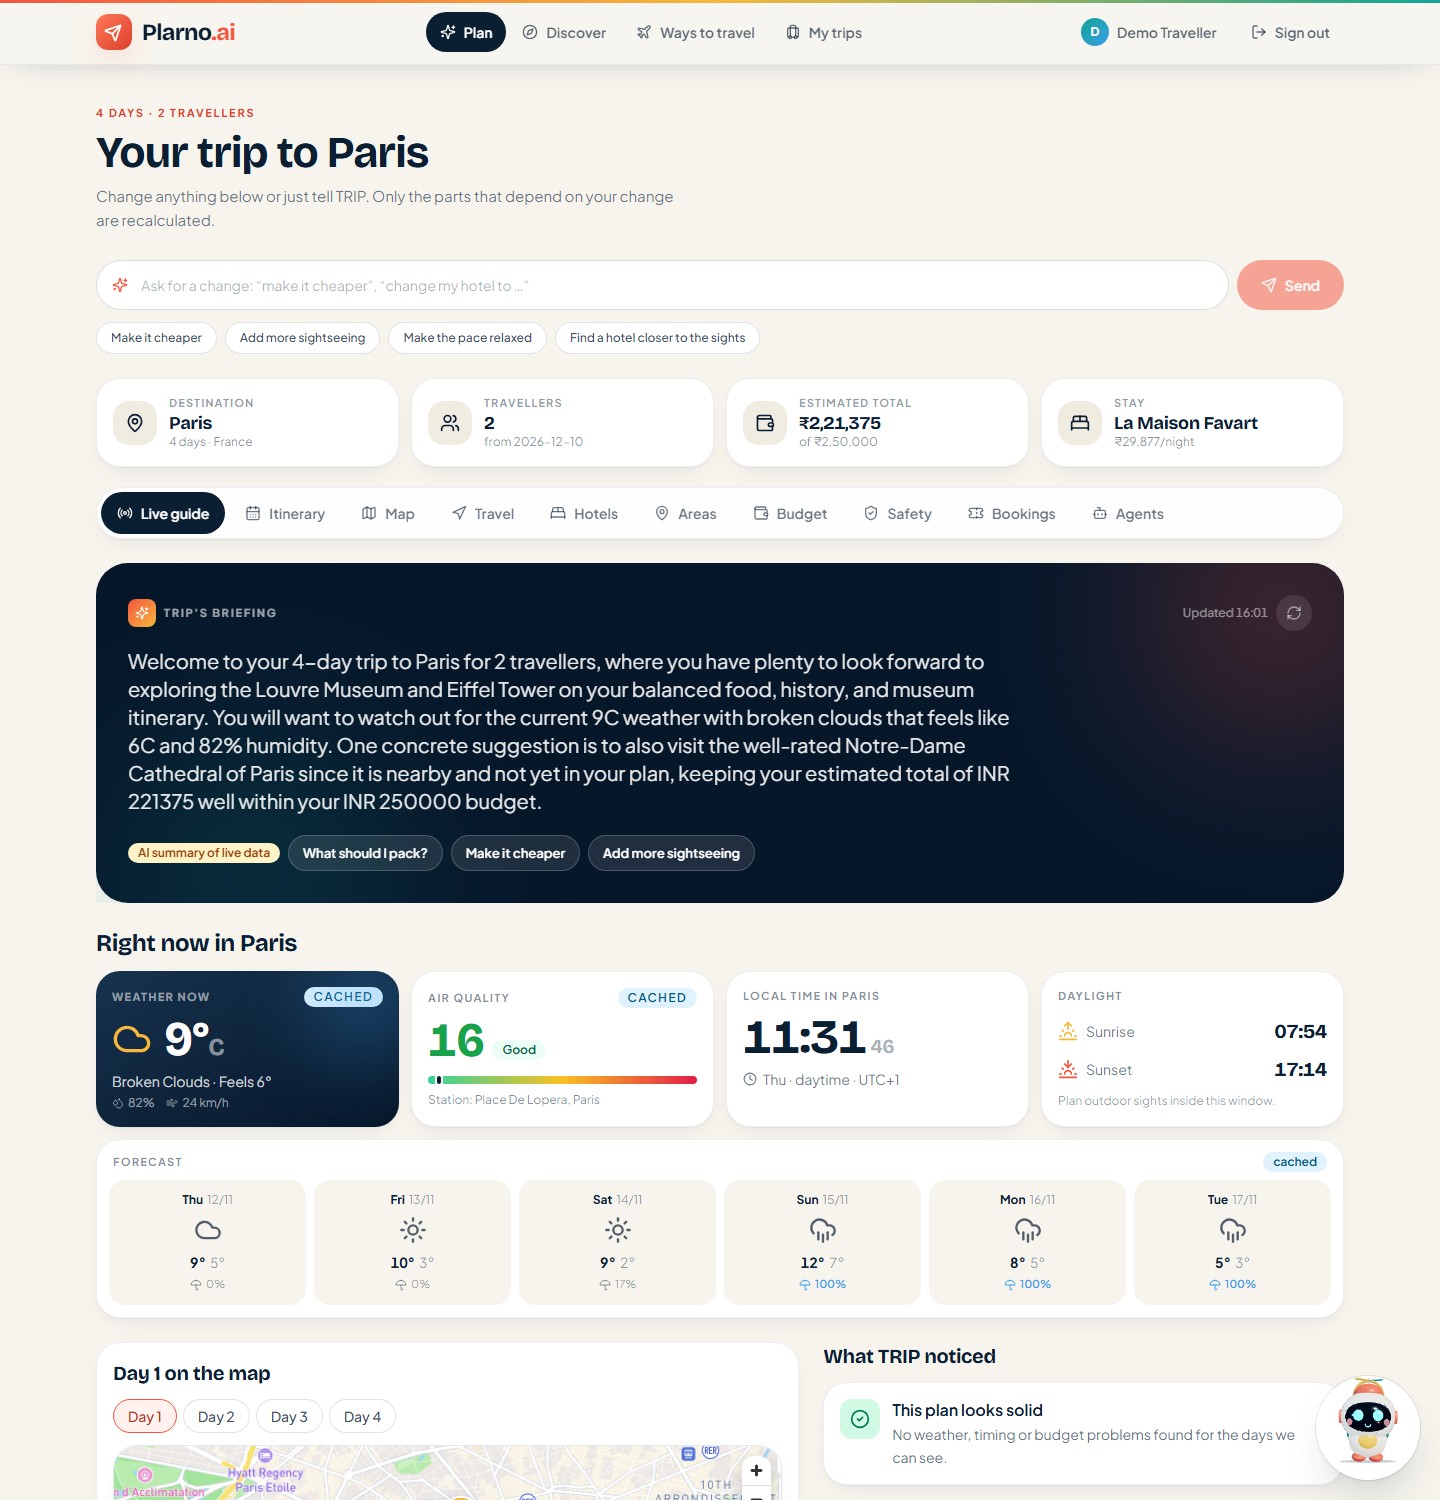 Plarno.ai
Plan
Discover
Ways to travel
My trips
D
Demo Traveller
Sign out
4 DAYS · 2 TRAVELLERS
Your trip to Paris
Change anything below or just tell TRIP. Only the parts that depend on your change
are recalculated.
Ask for a change: “make it cheaper”, “change my hotel to …”
Send
Make it cheaper
Add more sightseeing
Make the pace relaxed
Find a hotel closer to the sights
DESTINATION
Paris
4 days · France
TRAVELLERS
2
from 2026-12-10
ESTIMATED TOTAL
₹2,21,375
of ₹2,50,000
STAY
La Maison Favart
₹29,877/night
Live guide
Itinerary
Map
Travel
Hotels
Areas
Budget
Safety
Bookings
Agents
TRIP'S BRIEFING
Updated 16:01
Welcome to your 4-day trip to Paris for 2 travellers, where you have plenty to look forward to
exploring the Louvre Museum and Eiffel Tower on your balanced food, history, and museum
itinerary. You will want to watch out for the current 9C weather with broken clouds that feels like
6C and 82% humidity. One concrete suggestion is to also visit the well-rated Notre-Dame
Cathedral of Paris since it is nearby and not yet in your plan, keeping your estimated total of INR
221375 well within your INR 250000 budget.
AI summary of live data
What should I pack?
Make it cheaper
Add more sightseeing
Right now in Paris
WEATHER NOW
CACHED
9°C
Broken Clouds · Feels 6°
82%
24 km/h
AIR QUALITY
CACHED
16
Good
Station: Place De Lopera, Paris
LOCAL TIME IN PARIS
11:31 46
Thu · daytime · UTC+1
DAYLIGHT
Sunrise
07:54
Sunset
17:14
Plan outdoor sights inside this window.
FORECAST
cached
Thu 12/11
9° 5°
0%
Fri 13/11
10° 3°
0%
Sat 14/11
9° 2°
17%
Sun 15/11
12° 7°
100%
Mon 16/11
8° 5°
100%
Tue 17/11
5° 3°
100%
Day 1 on the map
Day 1
Day 2
Day 3
Day 4
Hyatt Regency
Paris Etoile
n d'Acclimatation
RER
10TH
+
What TRIP noticed
This plan looks solid
No weather, timing or budget problems found for the days we
can see.